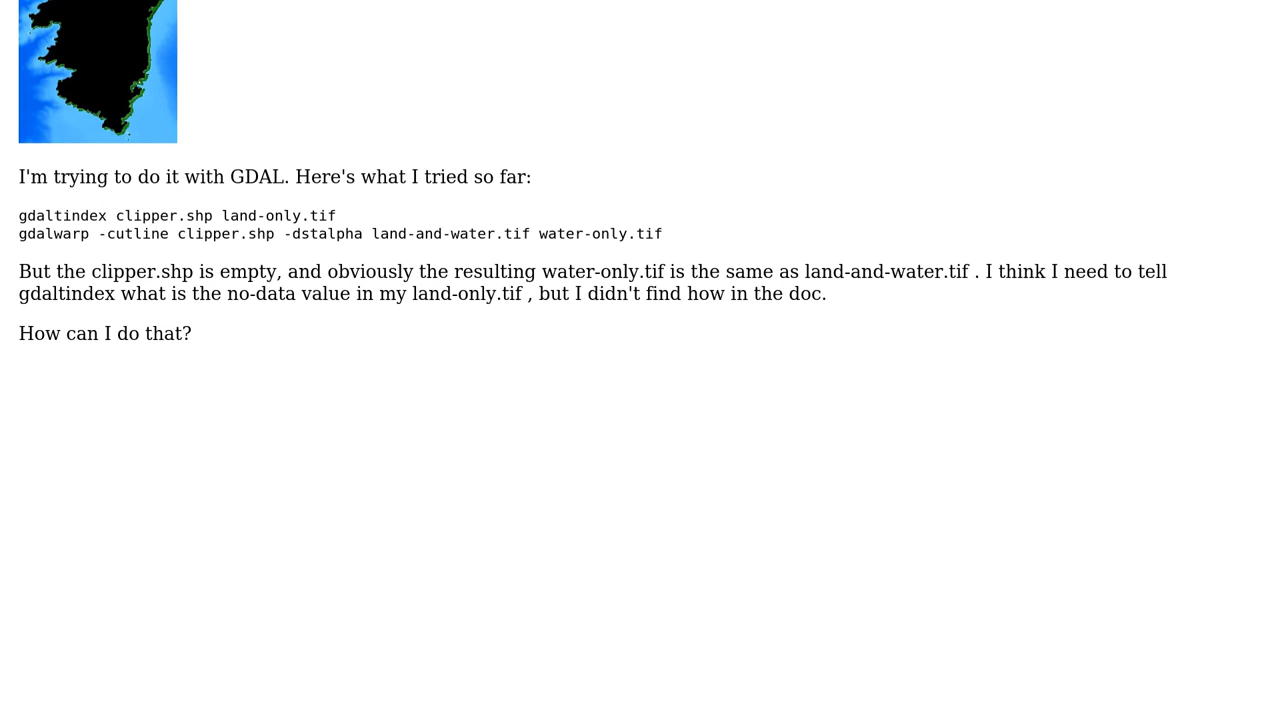 I'm trying to do it with GDAL. Here's what I tried so far:
gdaltindex clipper.shp land-only.tif
gdalwarp -cutline clipper.shp -dstalpha land-and-water.tif water-only.tif
But the clipper.shp is empty, and obviously the resulting water-only.tif is the same as land-and-water.tif . I think I need to tell
gdaltindex what is the no-data value in my land-only.tif , but I didn't find how in the doc.
How can I do that?